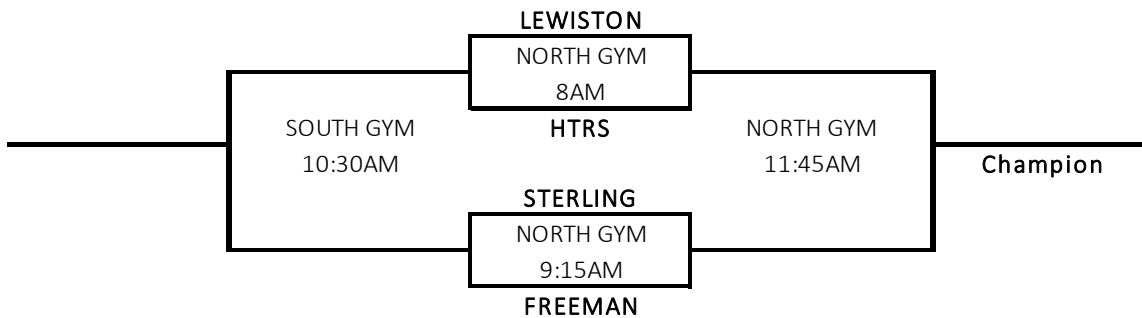 LEWISTON
NORTH GYM
8AM
HTRS
SOUTH GYM
10:30AM
NORTH GYM
11:45AM
Champion
STERLING
NORTH GYM
9:15AM
FREEMAN